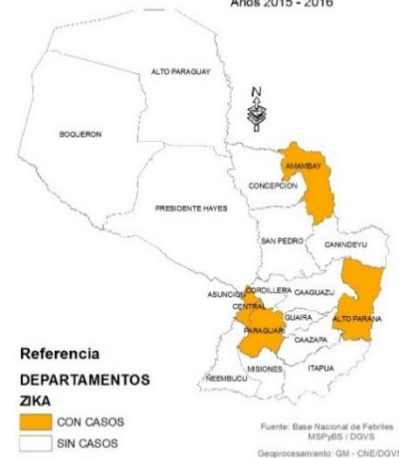 Años 2015 - 2016
ALTO PARAGUAY
N
BOQUERON
AMAMBAY
CONCEPCION
PRESIDENTE HAYES
SAN PEDRO
CANINDEYU
ASUNCION
CORDILLERA
CAAGUAZU
CENTRAL
GUAIRA
ALTO PARANA
PARAGUARI
CAAZAPA
MISIONES
ITAPUA
ÑEEMBUCU
Referencia
DEPARTAMENTOS
ZIKA
CON CASOS
SIN CASOS
Fuente: Base Nacional de Febriles
MSPyBS / DGVS
Geoprocesamiento: GM - CNE/DGVS